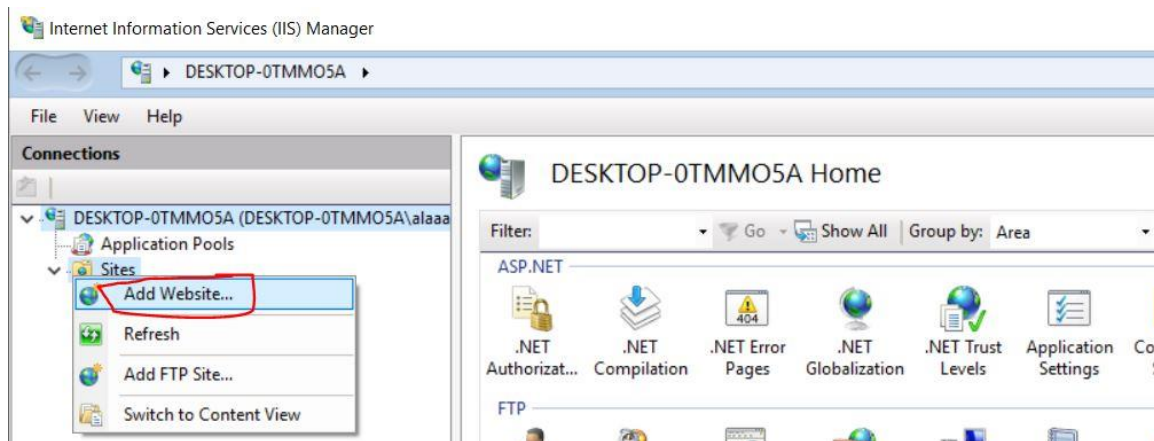 Internet Information Services (IIS) Manager
DESKTOP-0TMMO5A
File View Help
Connections
DESKTOP-0TMMO5A (DESKTOP-0TMMO5A\alaaa
Application Pools
Sites
Add Website...
Refresh
Add FTP Site...
Switch to Content View
DESKTOP-0TMMO5A Home
Filter: Go Show All Group by: Area
ASP.NET
404
.NET .NET .NET Error .NET .NET Trust Application Co
Authorizat... Compilation Pages Globalization Levels Settings
FTP